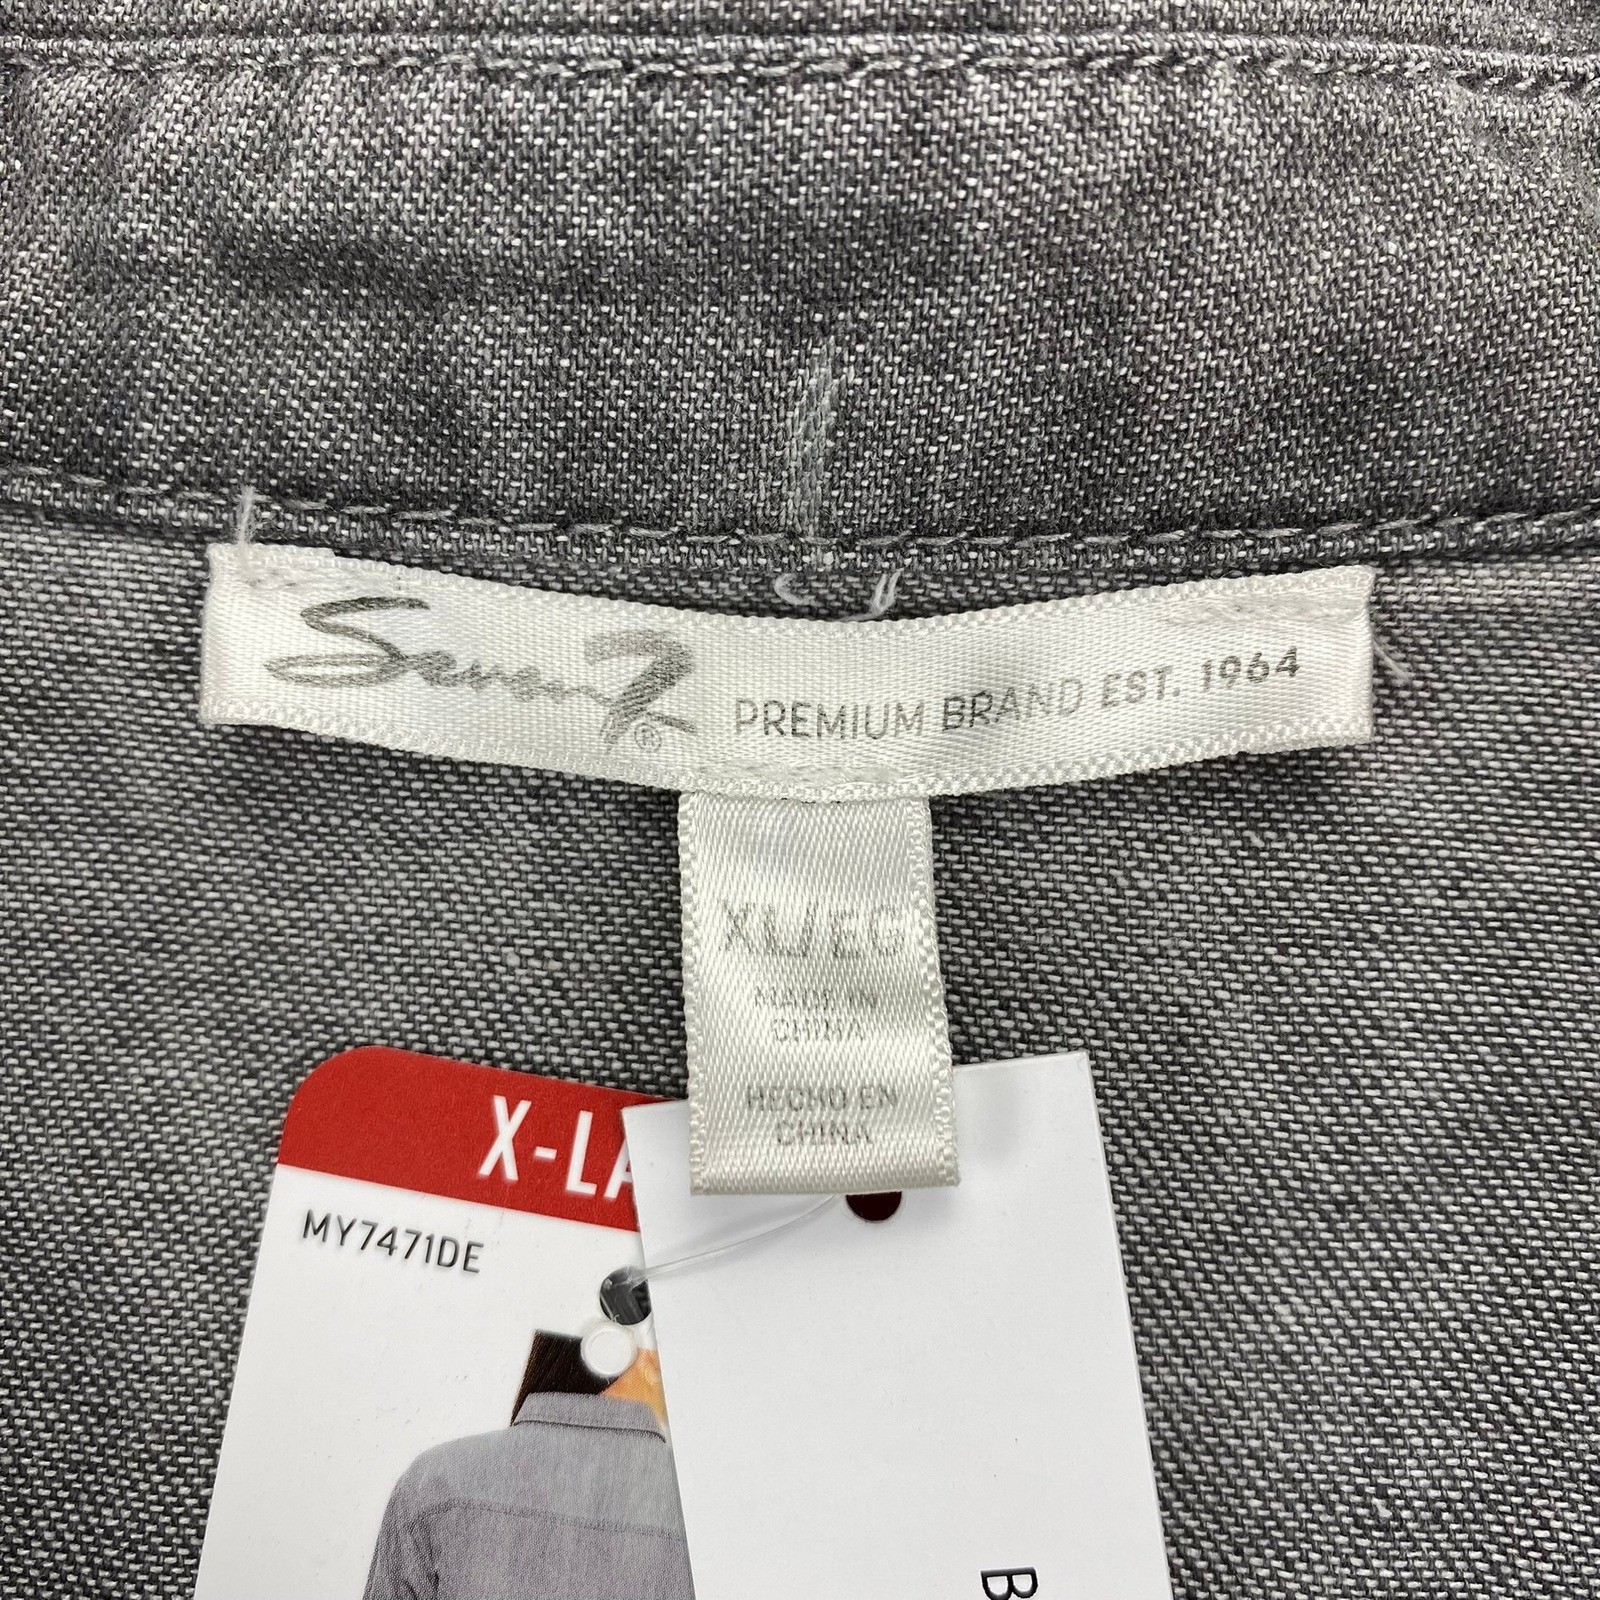 Seven7® PREMIUM BRAND EST. 1964
XL/EG
MADE IN
CHINA
HECHO EN
CHINA
X-LA
MY7471DE
B